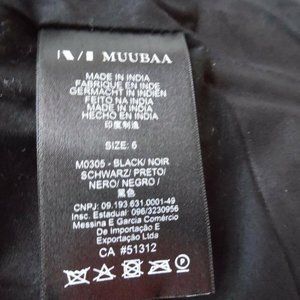 MUUBAA
MADE IN INDIA
FABRIQUE EN INDE
GERMACHT IN INDIEN
FEITO NA INDIA
MADE IN INDIA
HECHO EN INDIA
印度制造
SIZE: 6
M0305 - BLACK/ NOIR
SCHWARZ/ PRETO/
NERO/ NEGRO /
黑色
CNPJ: 09.193.631.0001-49
Insc. Estadual: 096/3230956
Messina E Garcia Comércio
De Importação E
Exportação Ltda
CA #51312
P